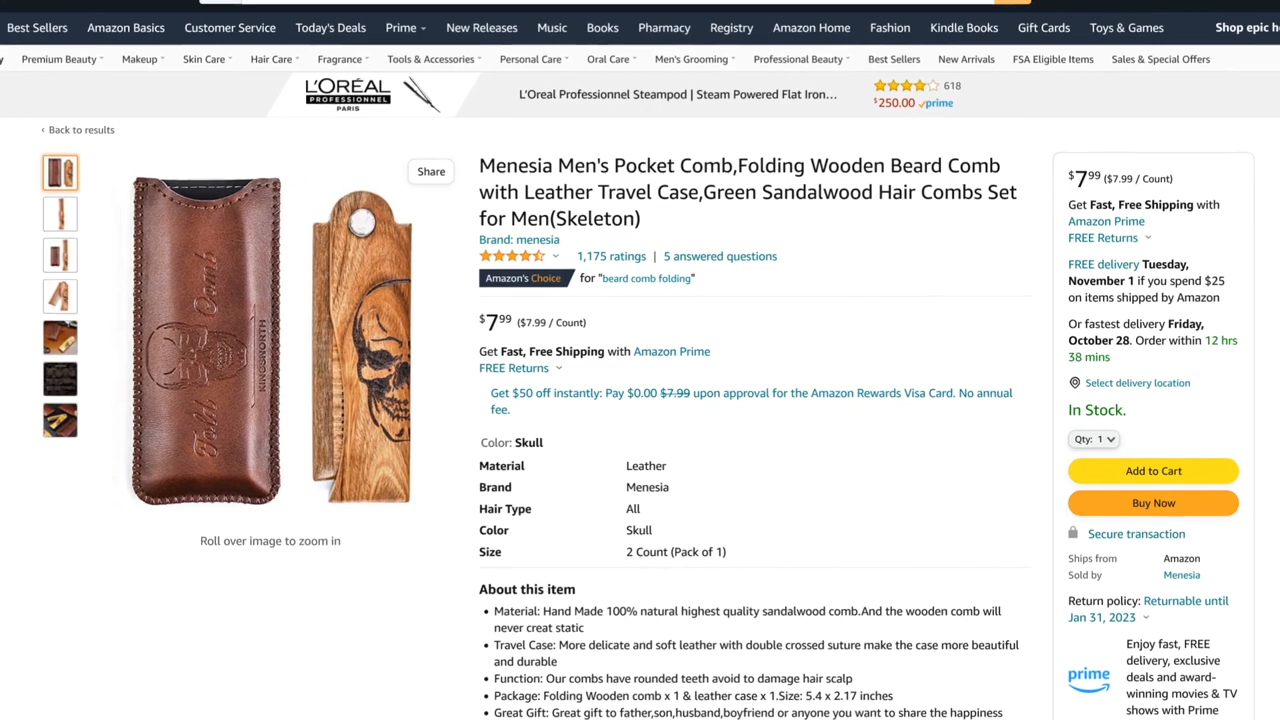 Best Sellers Amazon Basics Customer Service Today's Deals Prime New Releases Music Books Pharmacy Registry Amazon Home Fashion Kindle Books Gift Cards Toys & Games Shop epic
Premium Beauty Makeup Skin Care Hair Care Fragrance Tools & Accessories Personal Care Oral Care Men's Grooming Professional Beauty Best Sellers New Arrivals FSA Eligible Items Sales & Special Offers
L'ORÉAL
PROFESSIONNEL
PARIS
L'Oreal Professionnel Steampod | Steam Powered Flat Iron…
618
$250.00 prime
‹ Back to results
Share
Fold Comb
KINGSNORTH
Roll over image to zoom in
Menesia Men's Pocket Comb,Folding Wooden Beard Comb
with Leather Travel Case,Green Sandalwood Hair Combs Set
for Men(Skeleton)
Brand: menesia
1,175 ratings | 5 answered questions
Amazon's Choice for "beard comb folding"
$7.99 ($7.99 / Count)
Get Fast, Free Shipping with Amazon Prime
FREE Returns
Get $50 off instantly: Pay $0.00 $7.99 upon approval for the Amazon Rewards Visa Card. No annual
fee.
Color: Skull
Material Leather
Brand Menesia
Hair Type All
Color Skull
Size 2 Count (Pack of 1)
About this item
• Material: Hand Made 100% natural highest quality sandalwood comb.And the wooden comb will
never creat static
• Travel Case: More delicate and soft leather with double crossed suture make the case more beautiful
and durable
• Function: Our combs have rounded teeth avoid to damage hair scalp
• Package: Folding Wooden comb x 1 & leather case x 1.Size: 5.4 x 2.17 inches
• Great Gift: Great gift to father,son,husband,boyfriend or anyone you want to share the happiness
$7.99 ($7.99 / Count)
Get Fast, Free Shipping with
Amazon Prime
FREE Returns
FREE delivery Tuesday,
November 1 if you spend $25
on items shipped by Amazon
Or fastest delivery Friday,
October 28. Order within 12 hrs
38 mins
Select delivery location
In Stock.
Qty: 1
Add to Cart
Buy Now
Secure transaction
Ships from Amazon
Sold by Menesia
Return policy: Returnable until
Jan 31, 2023
prime
Enjoy fast, FREE
delivery, exclusive
deals and award-
winning movies & TV
shows with Prime